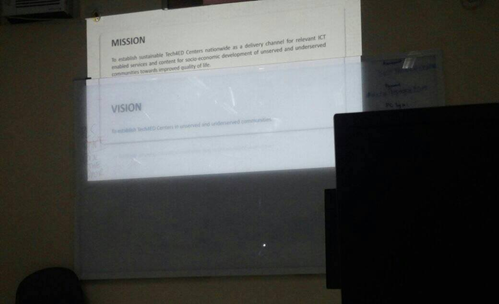 MISSION
To establish sustainable Tech4ED Centers nationwide as a delivery channel for relevant ICT
enabled services and content for socio-economic development of unserved and underserved
communities towards improved quality of life
VISION
To establish Tech4ED Centers in unserved and underserved communities